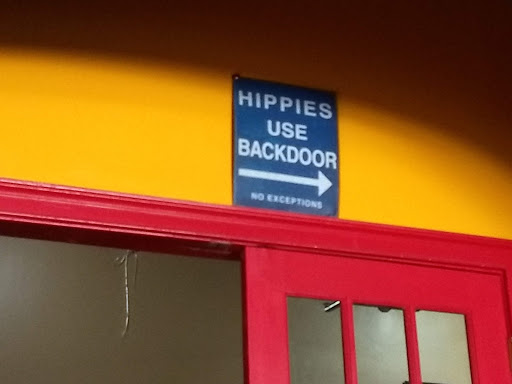 HIPPIES
USE
BACKDOOR
NO EXCEPTIONS